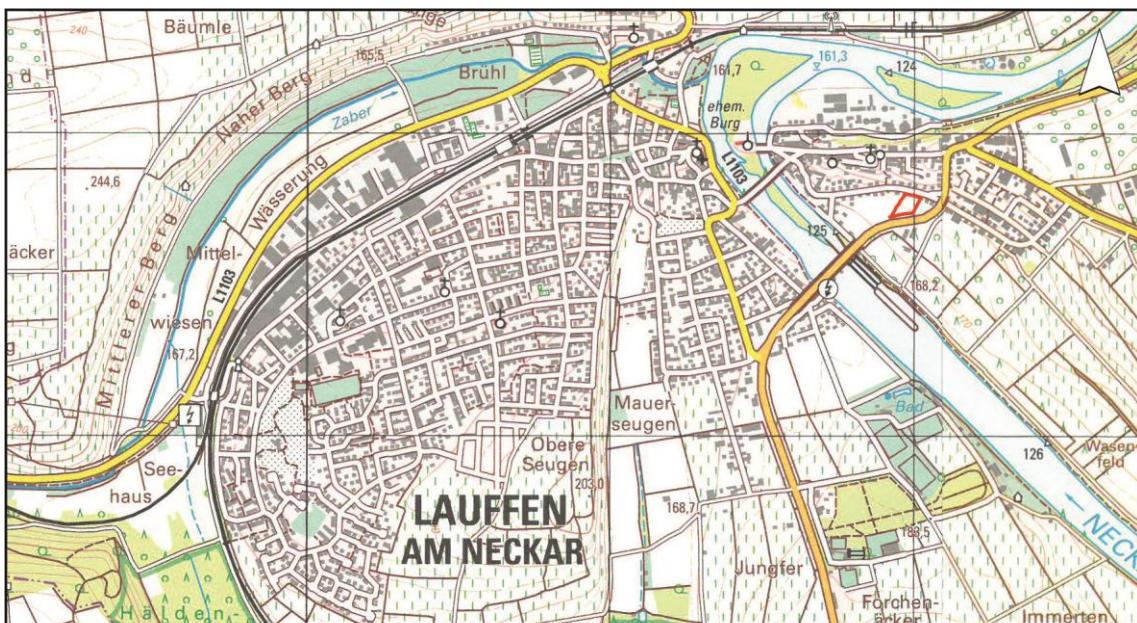 240
Bäumle
165,5
Brühl
Naher Berg
Zaber
161,7
161,3
124
ehem.
Burg
L1103
244,6
Wässerung
Mittlerer Berg
äcker
Mittel-
wiesen
L1103
167,2
125
168,2
170
Mauer-
seugen
Bad
Obere
Seugen
203,0
See-
haus
126
Wasen-
feld
LAUFFEN
AM NECKAR
168,7
NECK
Jungfer
Hälden-
Forchen-
äcker
Immerten